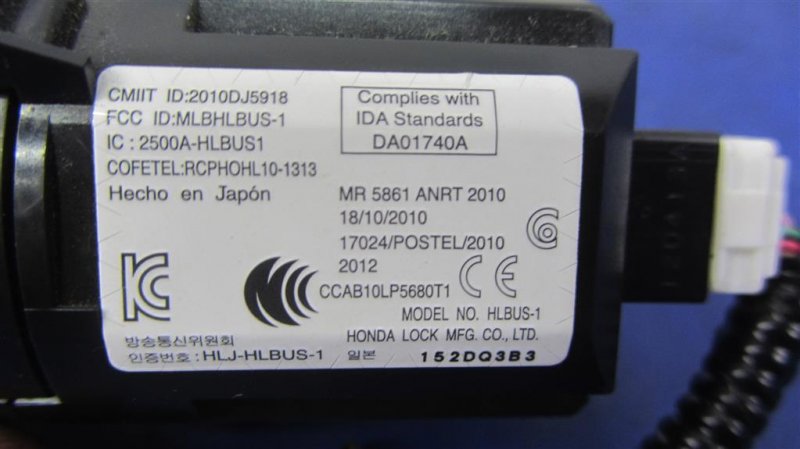 CMIIT ID:2010DJ5918
FCC ID:MLBHLBUS-1
IC : 2500A-HLBUS1
COFETEL:RCPHOHL10-1313
Hecho en Japón
Complies with
IDA Standards
DA01740A
MR 5861 ANRT 2010
18/10/2010
17024/POSTEL/2010
2012
CCAB10LP5680T1
CE
MODEL NO. HLBUS-1
HONDA LOCK MFG. CO., LTD.
방송통신위원회
인증번호 : HLJ-HLBUS-1 일본
152DQ3B3